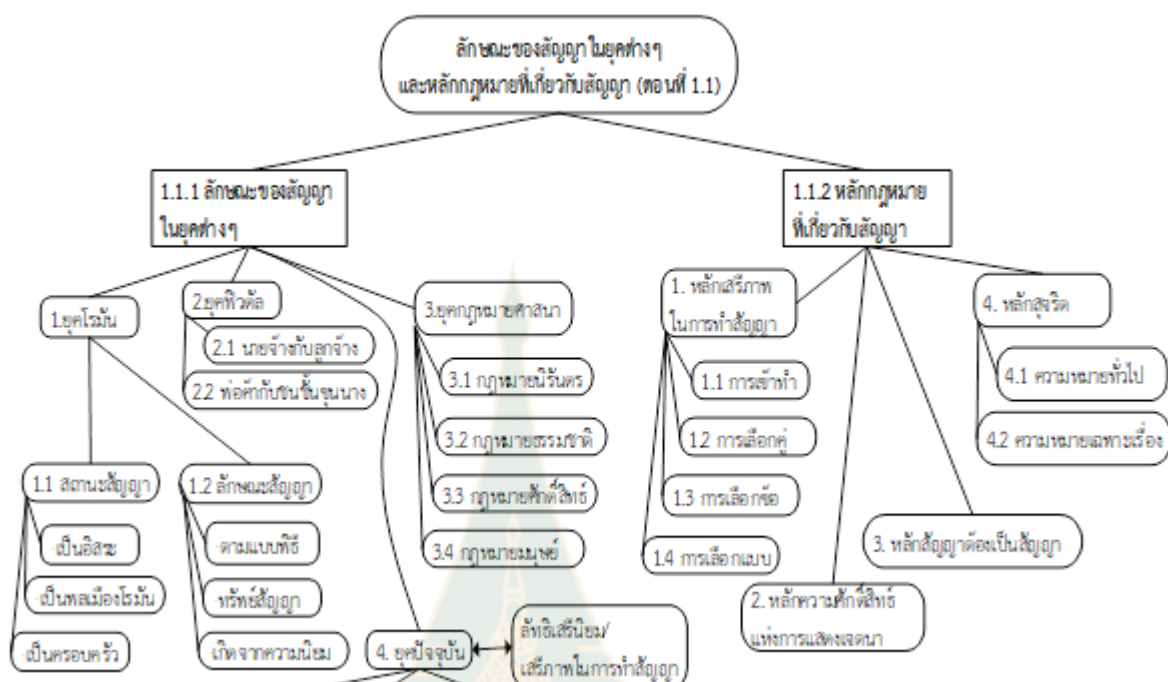 ลักษณะของสัญญาในยุคต่างๆ
และหลักกฎหมายที่เกี่ยวกับสัญญา (ตอนที่ 1.1)
1.1.1 ลักษณะของสัญญา
ในยุคต่างๆ
1.1.2 หลักกฎหมาย
ที่เกี่ยวกับสัญญา
1.ยุคโรมัน
1.1 สถานะสัญญา
-เป็นอิสระ
-เป็นพลเมืองโรมัน
-เป็นครอบครัว
1.2 ลักษณะสัญญา
-ตามแบบพิธี
-ทรัพย์สัญญา
เกิดจากความนิยม
2.ยุคฟิวดัล
2.1 นายจ้างกับลูกจ้าง
2.2 พ่อค้ากับชนชั้นขุนนาง
3.ยุคกฎหมายศาสนา
3.1 กฎหมายนิรันดร
3.2 กฎหมายธรรมชาติ
3.3 กฎหมายศักดิ์สิทธ์
3.4 กฎหมายมนุษย์
4. ยุคปัจจุบัน
ลัทธิเสรีนิยม/
เสรีภาพในการทำสัญญา
1. หลักเสรีภาพ
ในการทำสัญญา
1.1 การเข้าทำ
1.2 การเลือกคู่
1.3 การเลือกข้อ
1.4 การเลือกแบบ
2. หลักความศักดิ์สิทธ์
แห่งการแสดงเจตนา
3. หลักสัญญาต้องเป็นสัญญา
4. หลักสุจริต
4.1 ความหมายทั่วไป
4.2 ความหมายเฉพาะเรื่อง